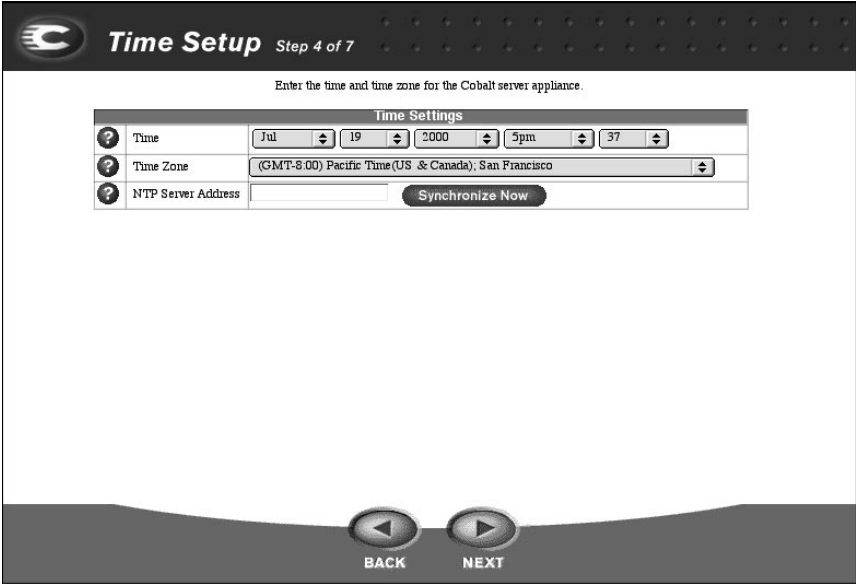 Time Setup Step 4 of 7
Enter the time and time zone for the Cobalt server appliance.
Time Settings
? Time Jul 19 2000 5pm 37
? Time Zone (GMT-8:00) Pacific Time(US & Canada); San Francisco
? NTP Server Address Synchronize Now
BACK NEXT